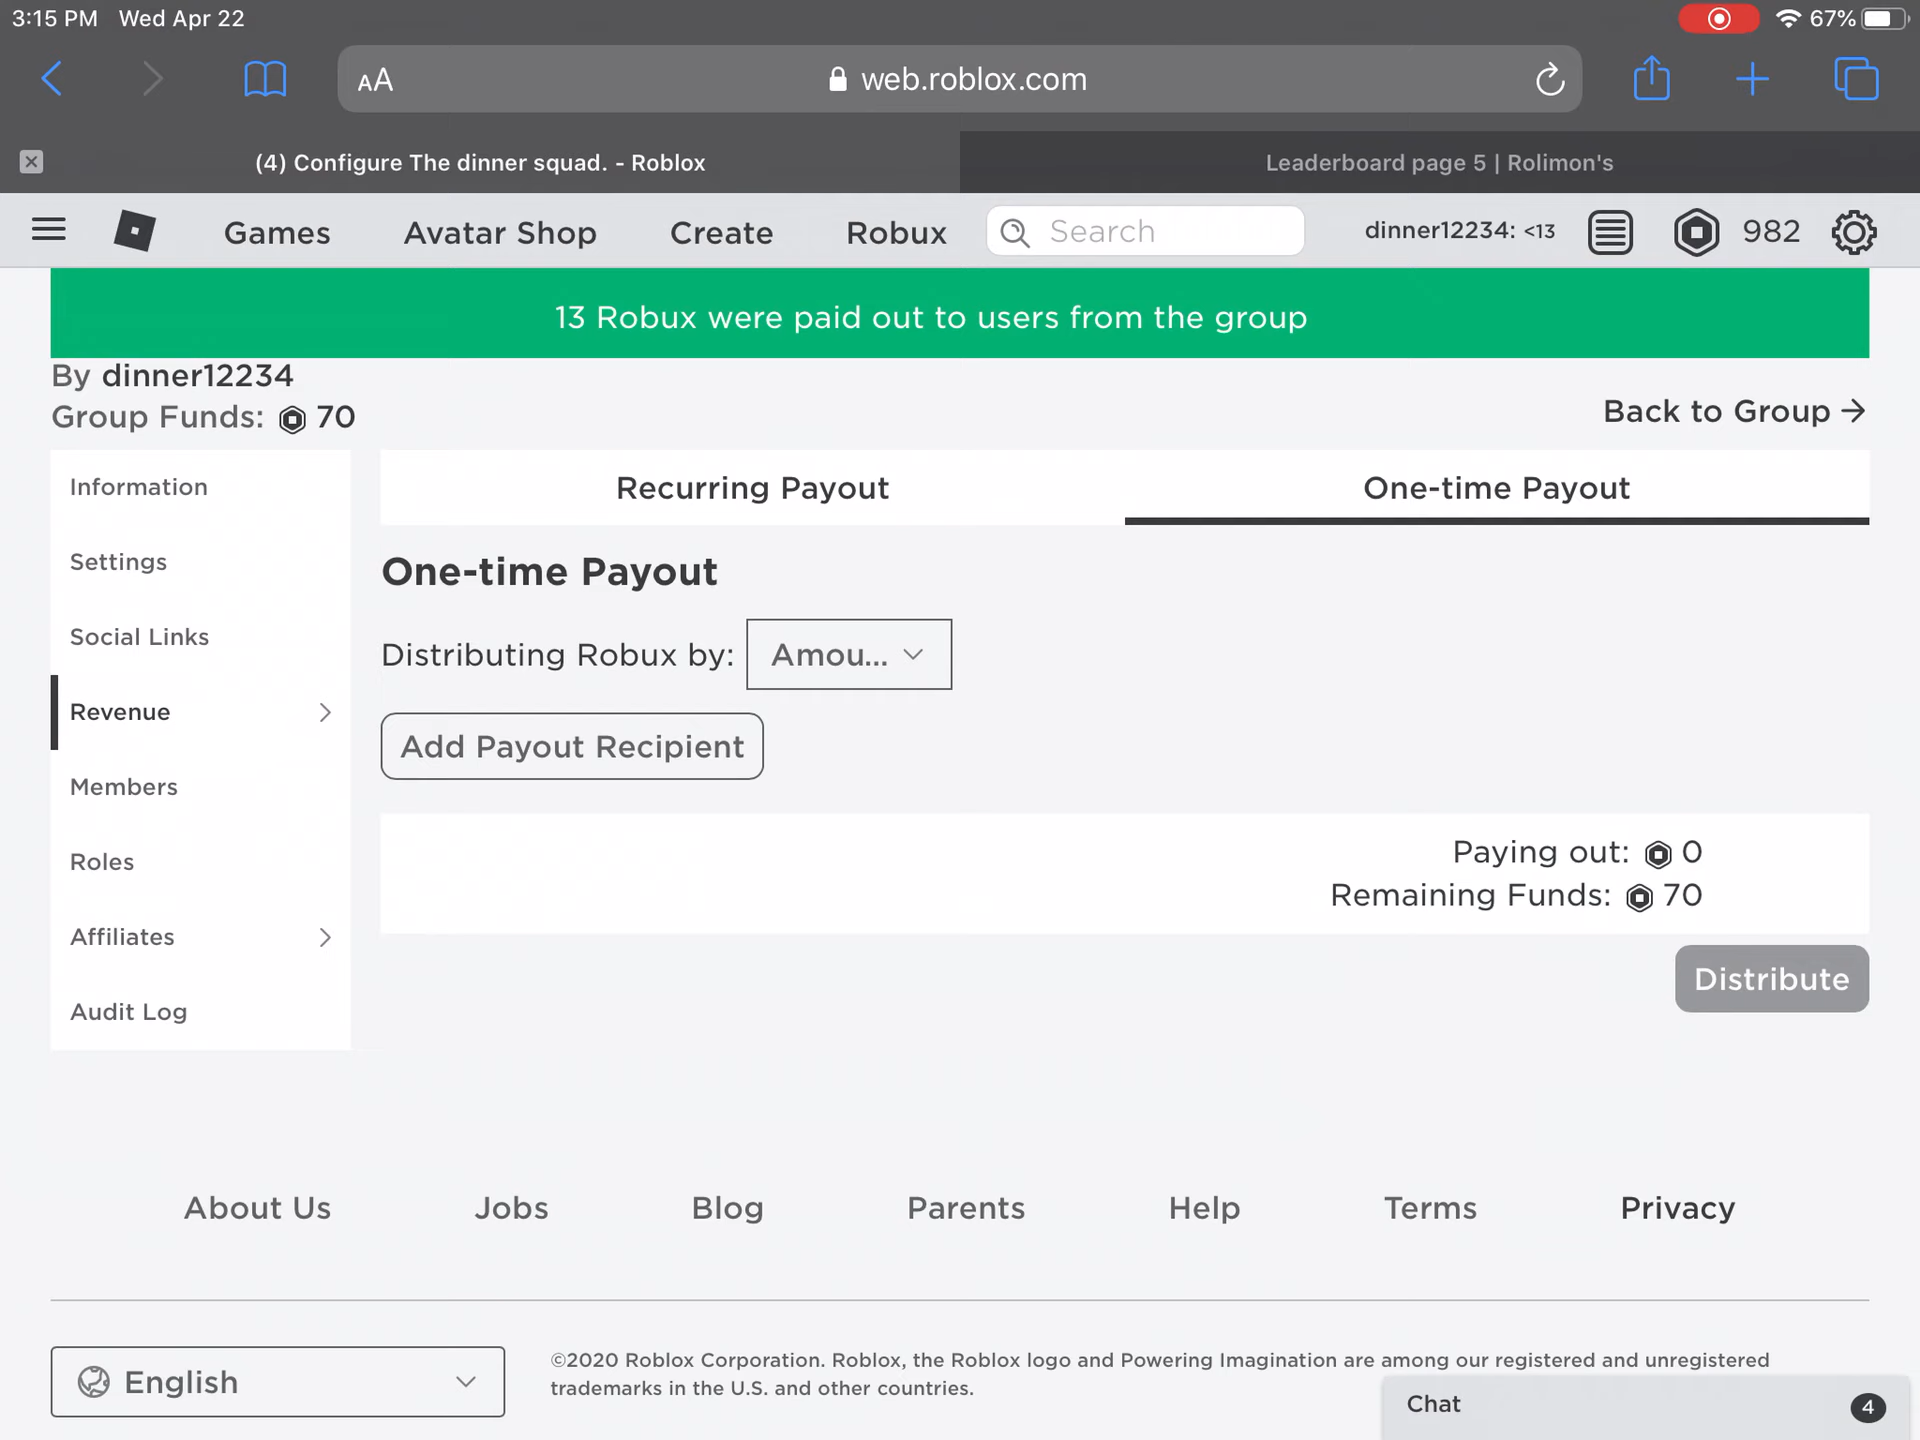 3:15 PM Wed Apr 22
67%
AA
web.roblox.com
(4) Configure The dinner squad. - Roblox
Leaderboard page 5 | Rolimon's
Games
Avatar Shop
Create
Robux
Search
dinner12234: <13
982
13 Robux were paid out to users from the group
By dinner12234
Group Funds: 70
Back to Group
Information
Settings
Social Links
Revenue
Members
Roles
Affiliates
Audit Log
Recurring Payout
One-time Payout
One-time Payout
Distributing Robux by: Amou...
Add Payout Recipient
Paying out: 0
Remaining Funds: 70
Distribute
About Us
Jobs
Blog
Parents
Help
Terms
Privacy
English
©2020 Roblox Corporation. Roblox, the Roblox logo and Powering Imagination are among our registered and unregistered
trademarks in the U.S. and other countries.
Chat
4